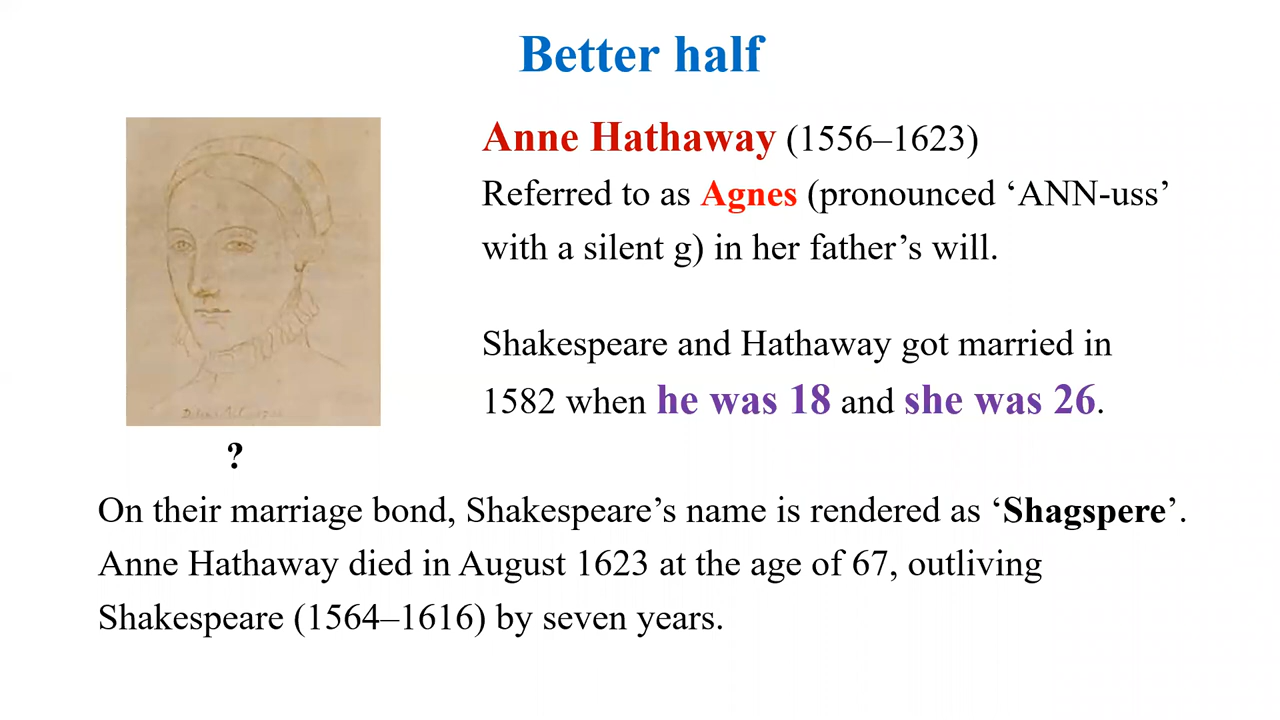 Better half
Anne Hathaway (1556–1623)
Referred to as Agnes (pronounced ‘ANN-uss’
with a silent g) in her father’s will.
Shakespeare and Hathaway got married in
1582 when he was 18 and she was 26.
?
On their marriage bond, Shakespeare’s name is rendered as ‘Shagspere’.
Anne Hathaway died in August 1623 at the age of 67, outliving
Shakespeare (1564–1616) by seven years.